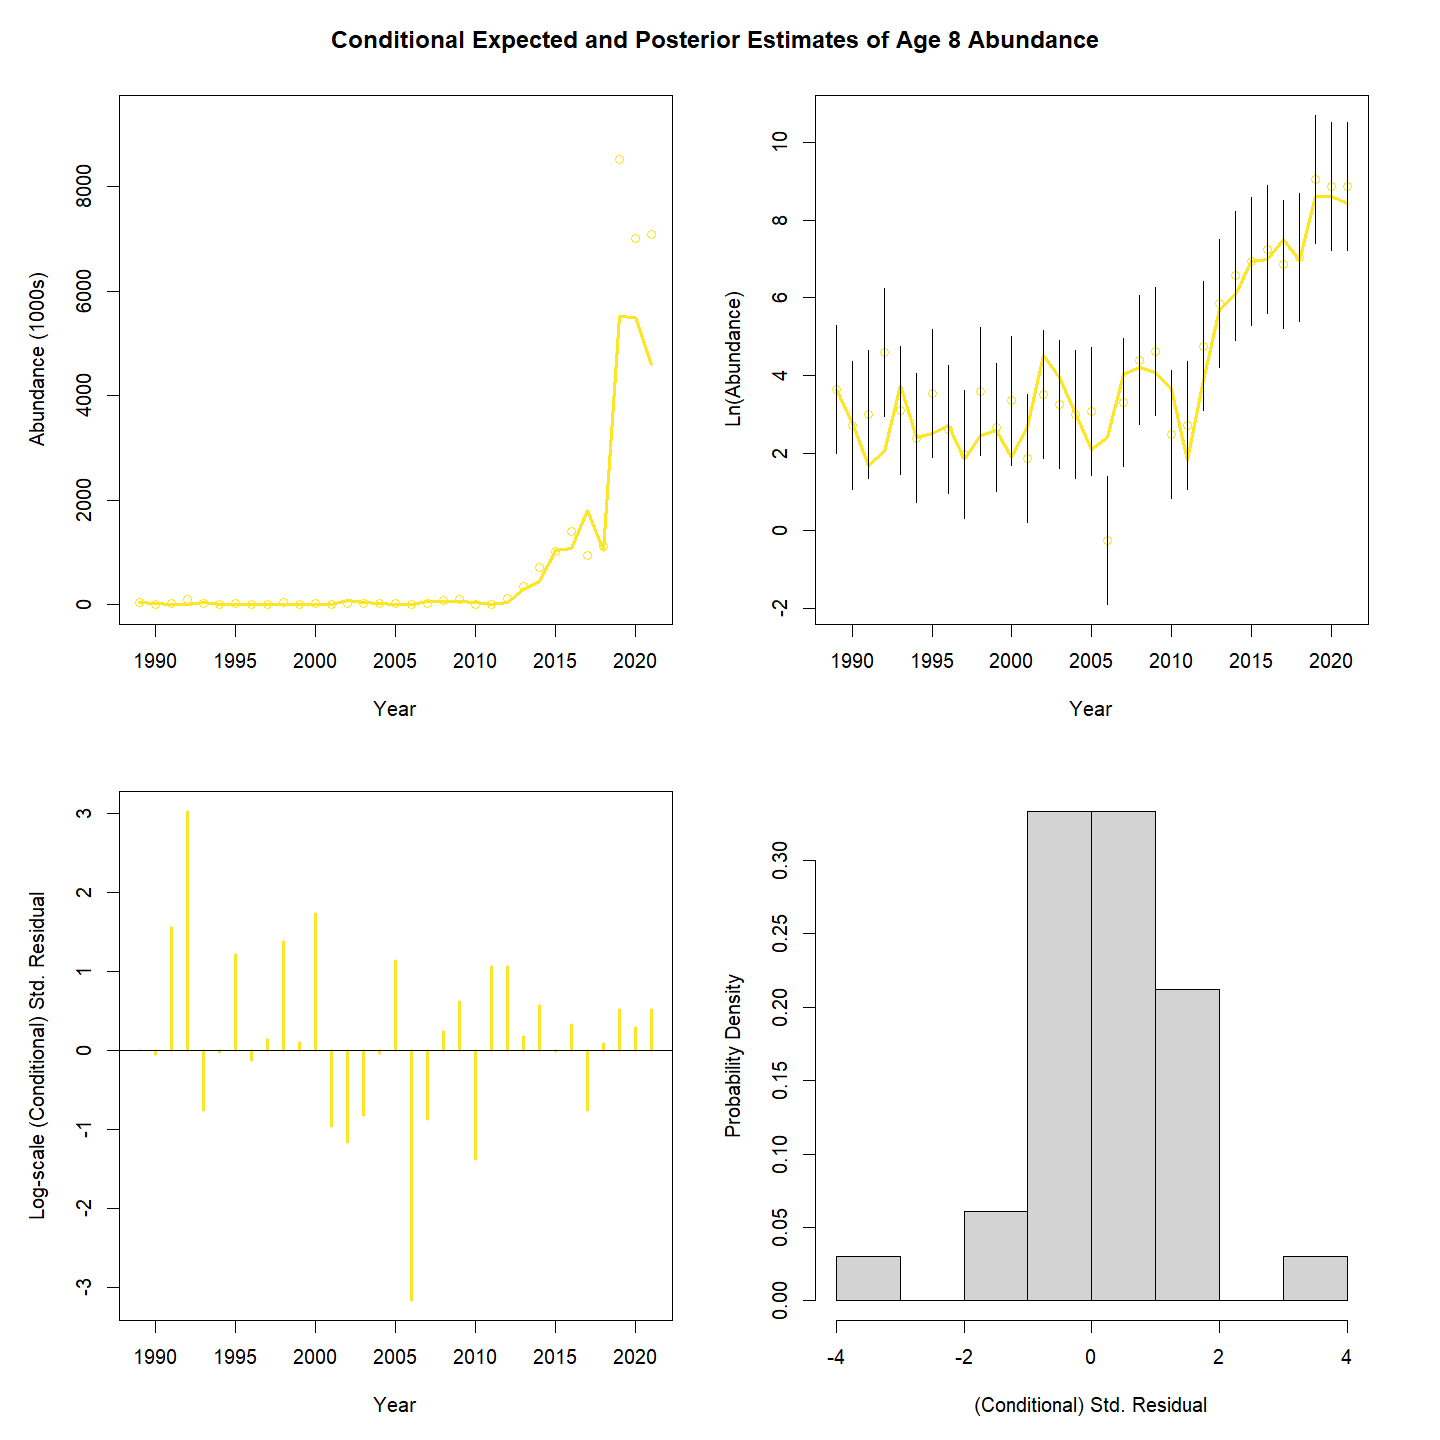 Conditional Expected and Posterior Estimates of Age 8 Abundance
Abundance (1000s)
0 2000 4000 6000 8000
1990 1995 2000 2005 2010 2015 2020
Year
Ln(Abundance)
-2 0 2 4 6 8 10
1990 1995 2000 2005 2010 2015 2020
Year
Log-scale (Conditional) Std. Residual
-3 -2 -1 0 1 2 3
1990 1995 2000 2005 2010 2015 2020
Year
Probability Density
0.00 0.05 0.10 0.15 0.20 0.25 0.30
-4 -2 0 2 4
(Conditional) Std. Residual